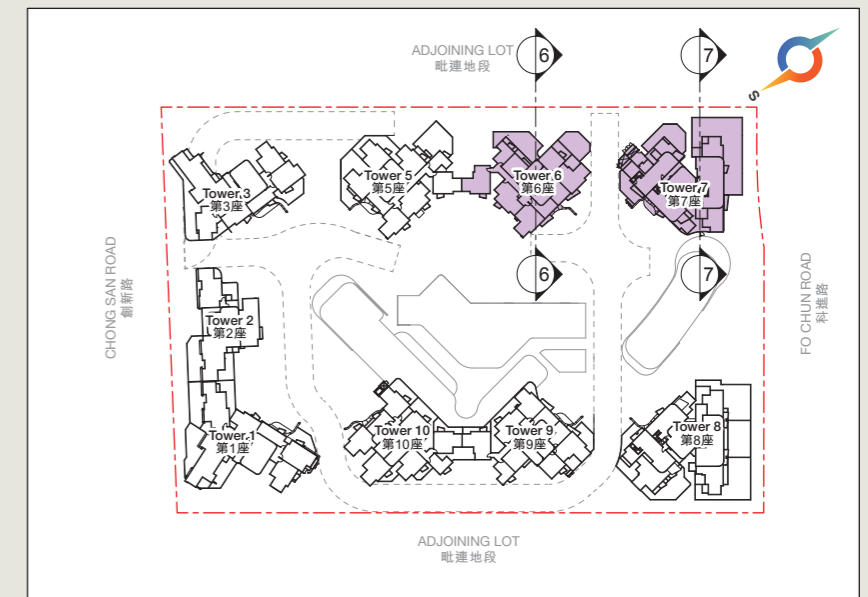 ADJOINING LOT
毗連地段
6
7
S
Tower 3
第3座
Tower 5
第5座
Tower 6
第6座
Tower 7
第7座
CHONG SAN ROAD
創新路
6
7
FO CHUN ROAD
科進路
Tower 2
第2座
Tower 1
第1座
Tower 10
第10座
Tower 9
第9座
Tower 8
第8座
ADJOINING LOT
毗連地段